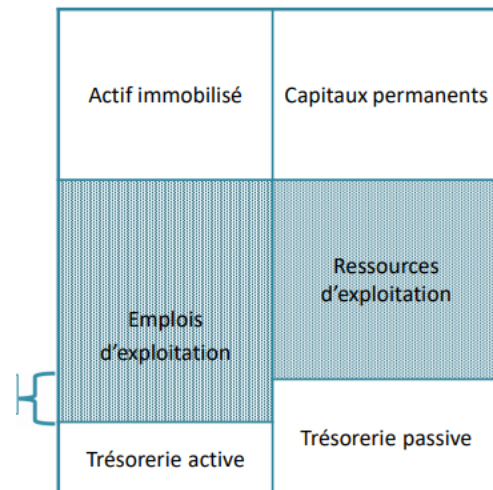 Actif immobilisé
Capitaux permanents
Emplois
d’exploitation
Ressources
d’exploitation
Trésorerie active
Trésorerie passive